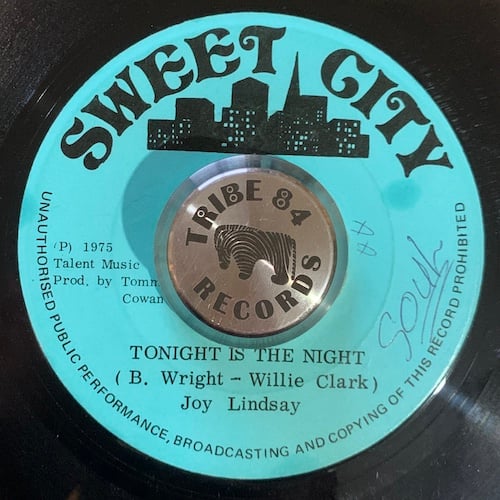 SWEET CITY
TRIBE 84
RECORDS
(P) 1975
Talent Music
Prod. by Tomm
Cowan
TONIGHT IS THE NIGHT
( B. Wright - Willie Clark )
Joy Lindsay
UNAUTHORISED PUBLIC PERFORMANCE, BROADCASTING AND COPYING OF THIS RECORD PROHIBITED
SOUL